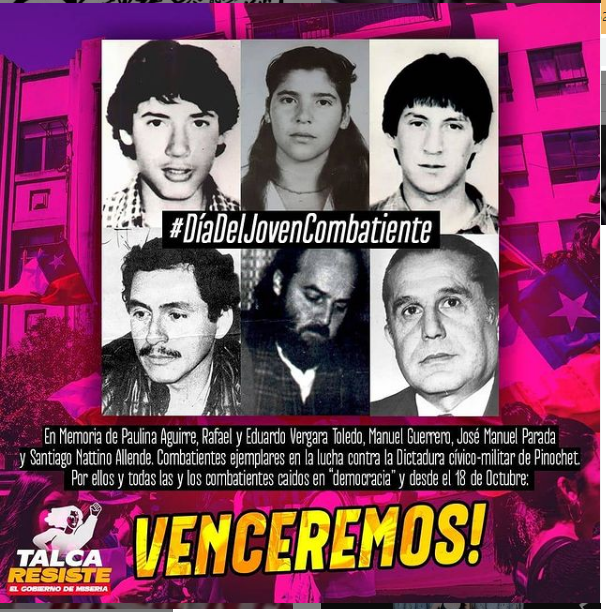 #DíaDelJovenCombatiente
En Memoria de Paulina Aguirre, Rafael y Eduardo Vergara Toledo, Manuel Guerrero, José Manuel Parada
y Santiago Nattino Allende. Combatientes ejemplares en la lucha contra la Dictadura cívico-militar de Pinochet.
Por ellos y todas las y los combatientes caídos en "democracia" y desde el 18 de Octubre:
VENCEREMOS!
TALCA
RESISTE
EL GOBIERNO DE MISERIA